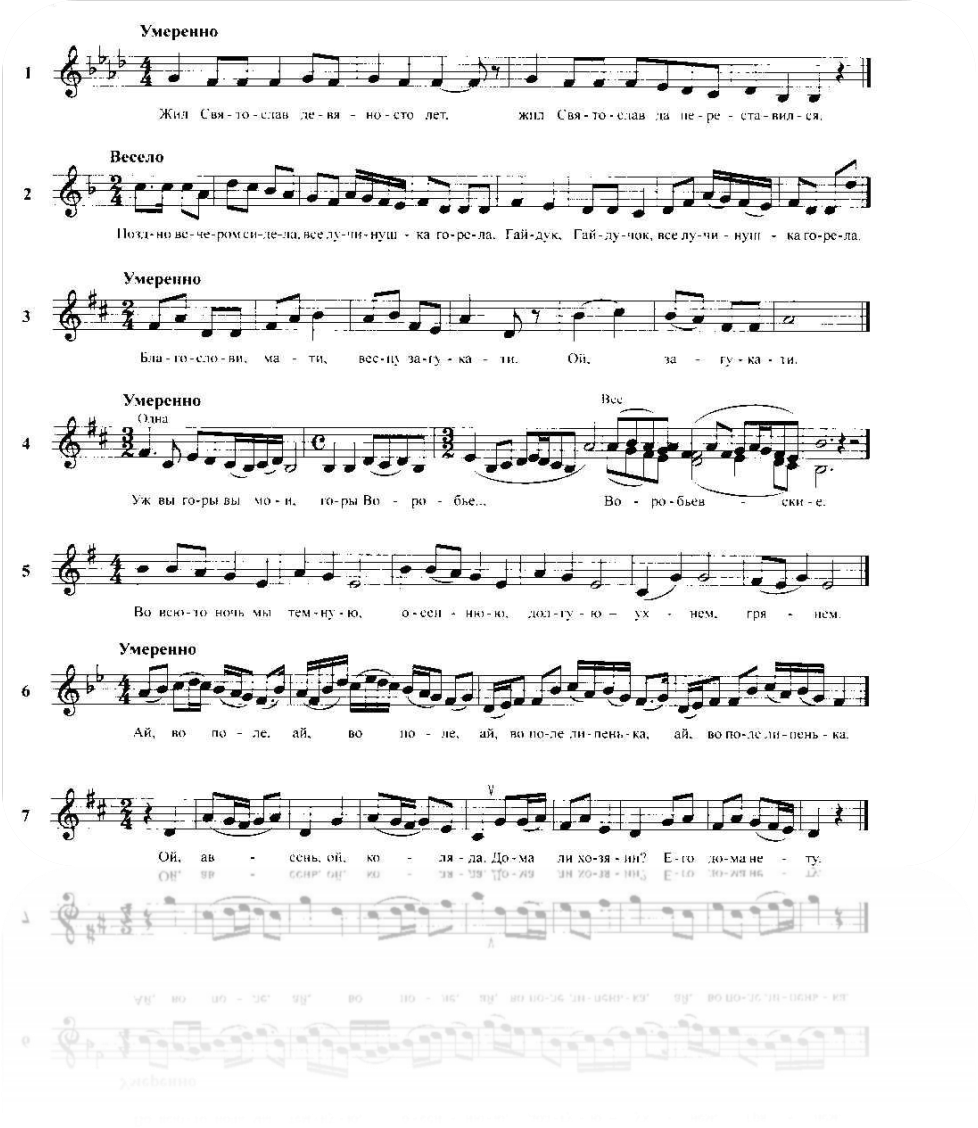 Умеренно
1
Жил Свя - то - слав де - вя - но - сто лет, жил Свя - то - слав да пе - ре - ста - вил - ся.
Весело
2
Позд - но ве - че - ром си - де - ла, все лу - чи - нуш - ка го - ре - ла. Гай - дук, Гай - ду - чок, все лу - чи - нуш - ка го - ре - ла.
Умеренно
3
Бла - го - сло - ви, ма - ти, вес - ну за - гу - ка - ти. Ой, за - гу - ка - ти.
Умеренно
Одна Все
4
Уж вы го - ры вы мо - и, го - ры Во - ро - бье... Во - ро - бьев - ски - е.
5
Во всю - то ночь мы тем - ну - ю, о - сен - ню - ю, дол - гу - ю – ух - нем, гря - нем.
Умеренно
6
Ай, во по - ле, ай, во по - ле, ай, во по - ле ли - пень - ка, ай, во по - ле ли - пень - ка.
7
Ой, ав - сень, ой, ко - ля - да. До - ма ли хо - зя - ин? Е - го до - ма не - ту.